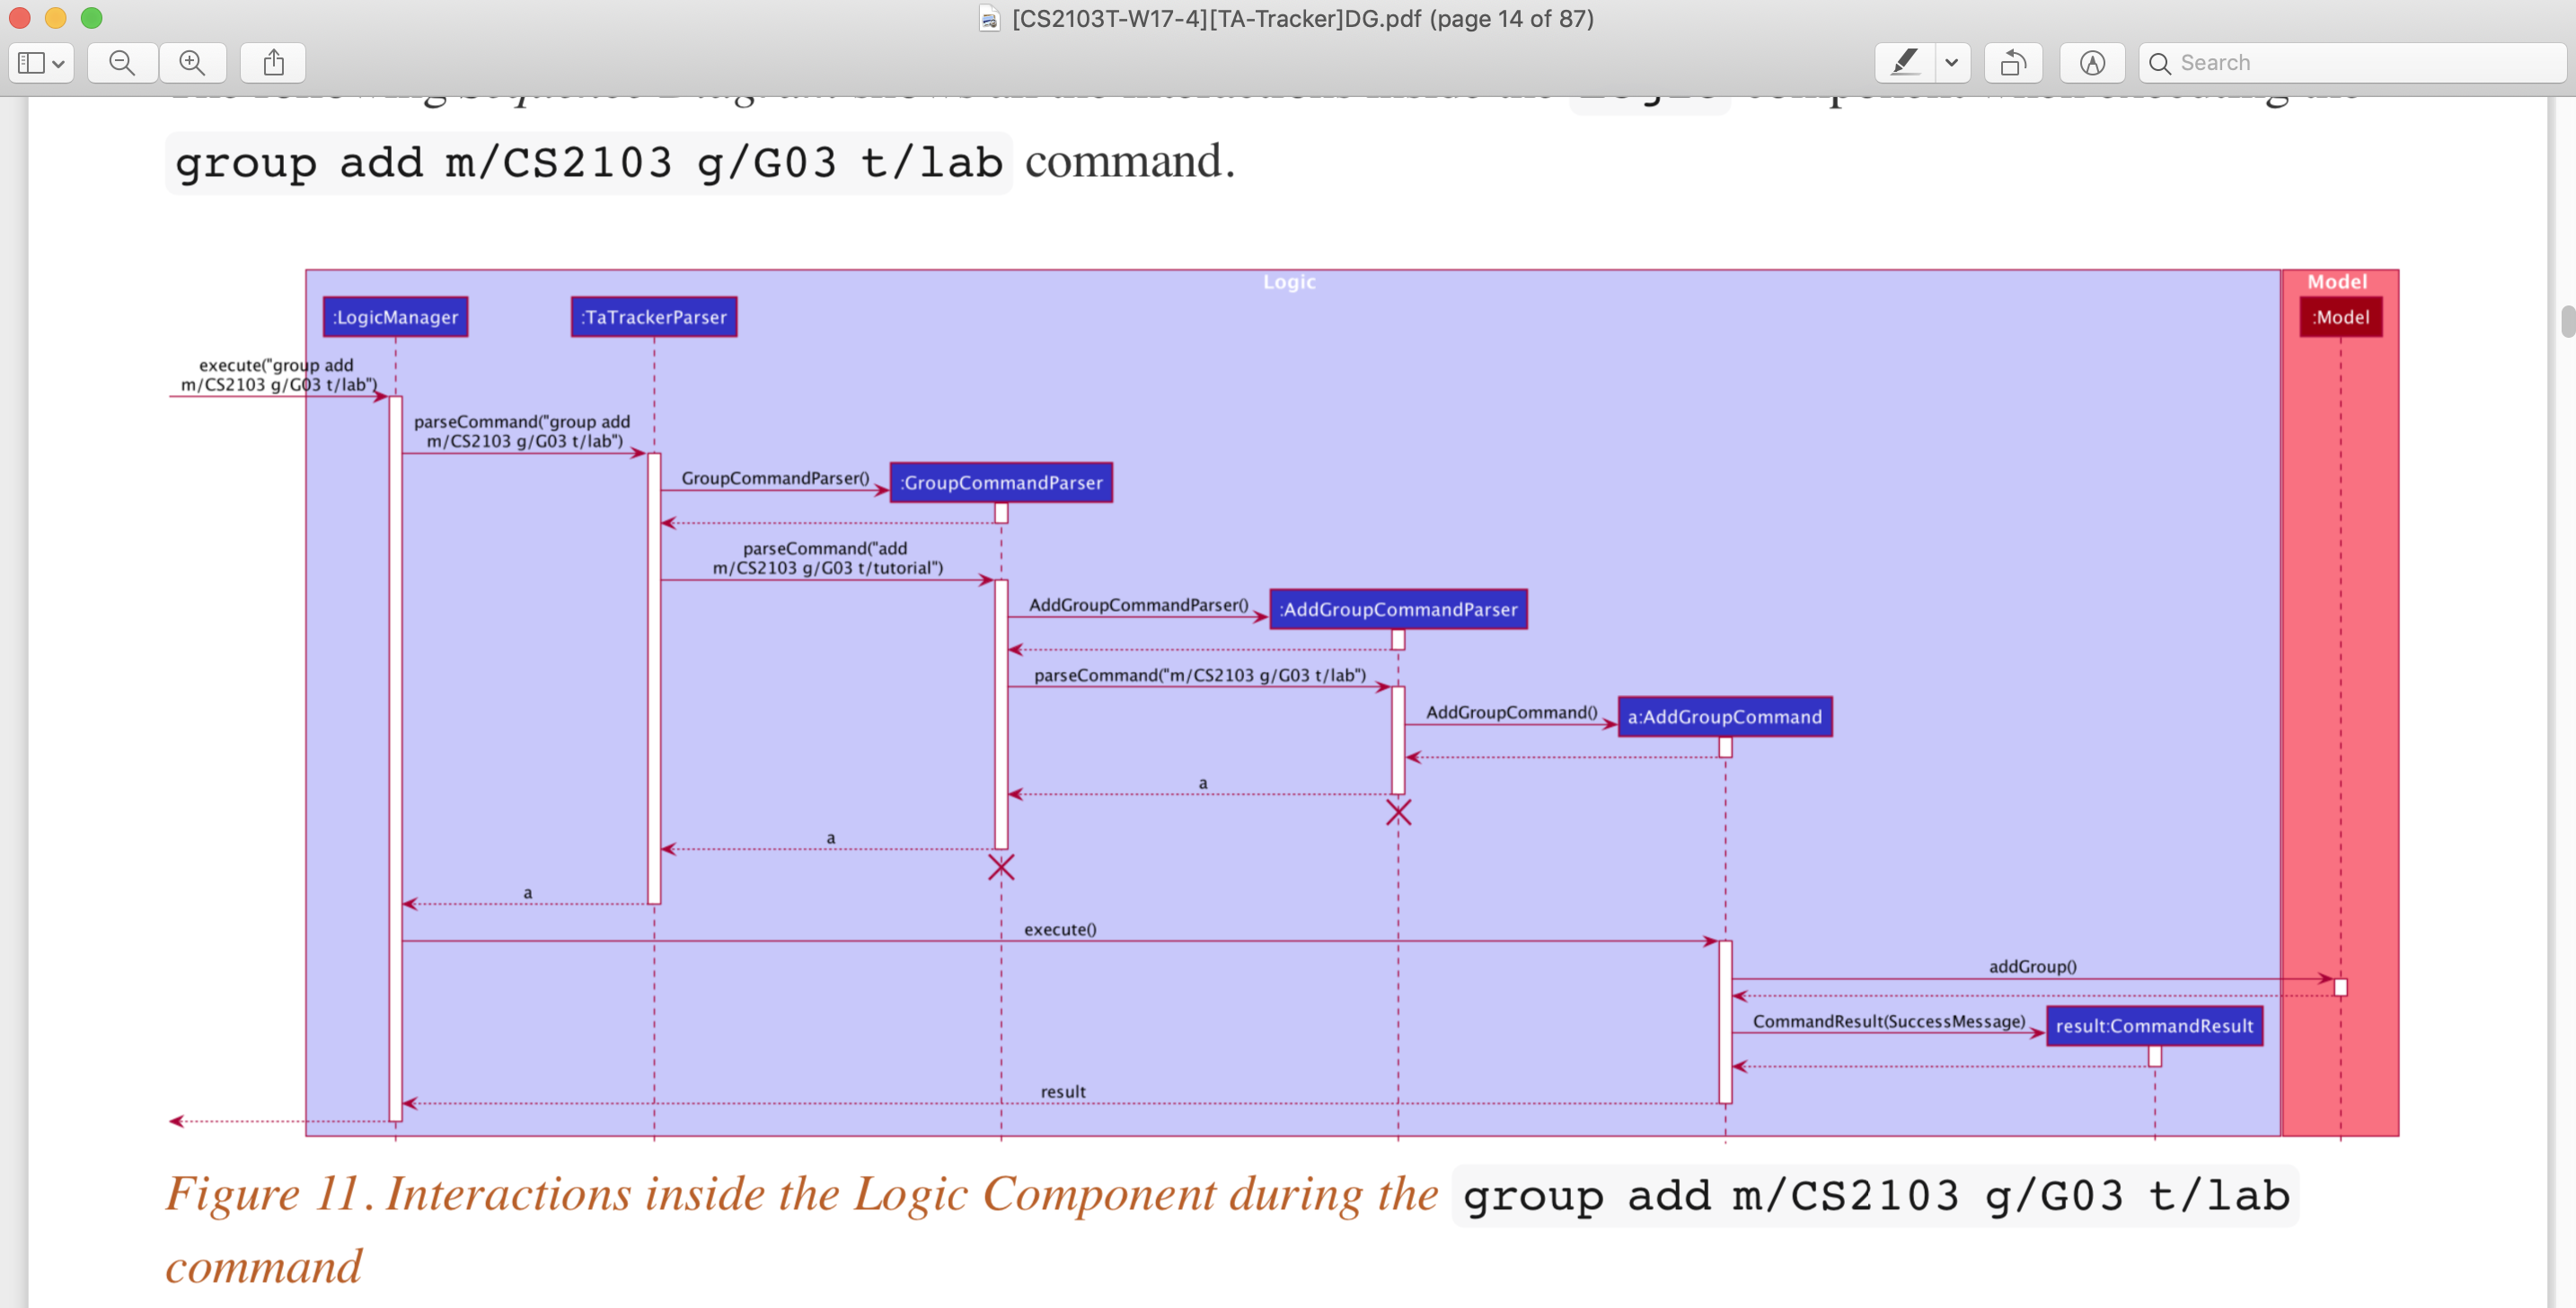 [CS2103T-W17-4][TA-Tracker]DG.pdf (page 14 of 87)
Search
group add m/CS2103 g/G03 t/lab command.
Logic
Model
:LogicManager
:TaTrackerParser
:Model
execute("group add
m/CS2103 g/G03 t/lab")
parseCommand("group add
m/CS2103 g/G03 t/lab")
GroupCommandParser()
:GroupCommandParser
parseCommand("add
m/CS2103 g/G03 t/tutorial")
AddGroupCommandParser()
:AddGroupCommandParser
parseCommand("m/CS2103 g/G03 t/lab")
AddGroupCommand()
a:AddGroupCommand
a
a
a
execute()
addGroup()
CommandResult(SuccessMessage)
result:CommandResult
result
Figure 11. Interactions inside the Logic Component during the group add m/CS2103 g/G03 t/lab
command